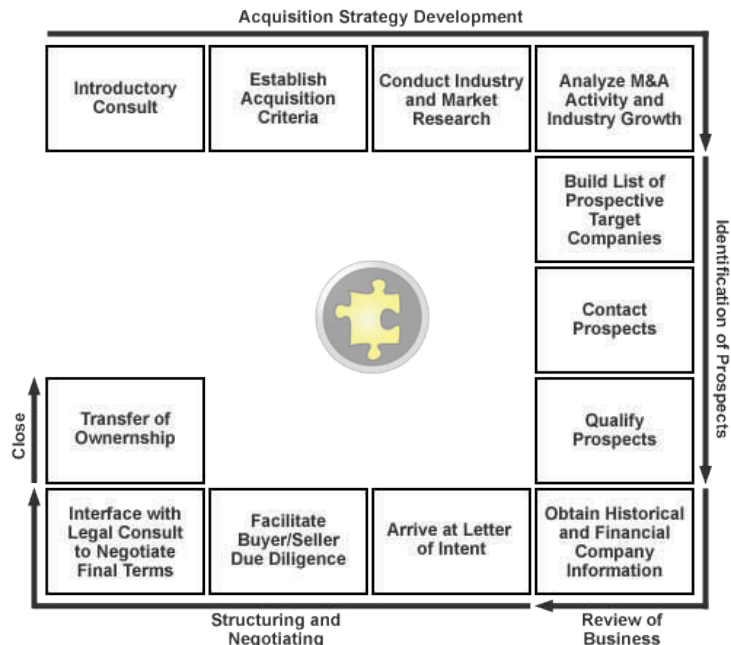 Acquisition Strategy Development
Introductory
Consult
Establish
Acquisition
Criteria
Conduct Industry
and Market
Research
Analyze M&A
Activity and
Industry Growth
Build List of
Prospective
Target
Companies
Contact
Prospects
Qualify
Prospects
Identification of Prospects
Obtain Historical
and Financial
Company
Information
Review of
Business
Arrive at Letter
of Intent
Facilitate
Buyer/Seller
Due Diligence
Interface with
Legal Consult
to Negotiate
Final Terms
Structuring and
Negotiating
Transfer of
Ownernship
Close